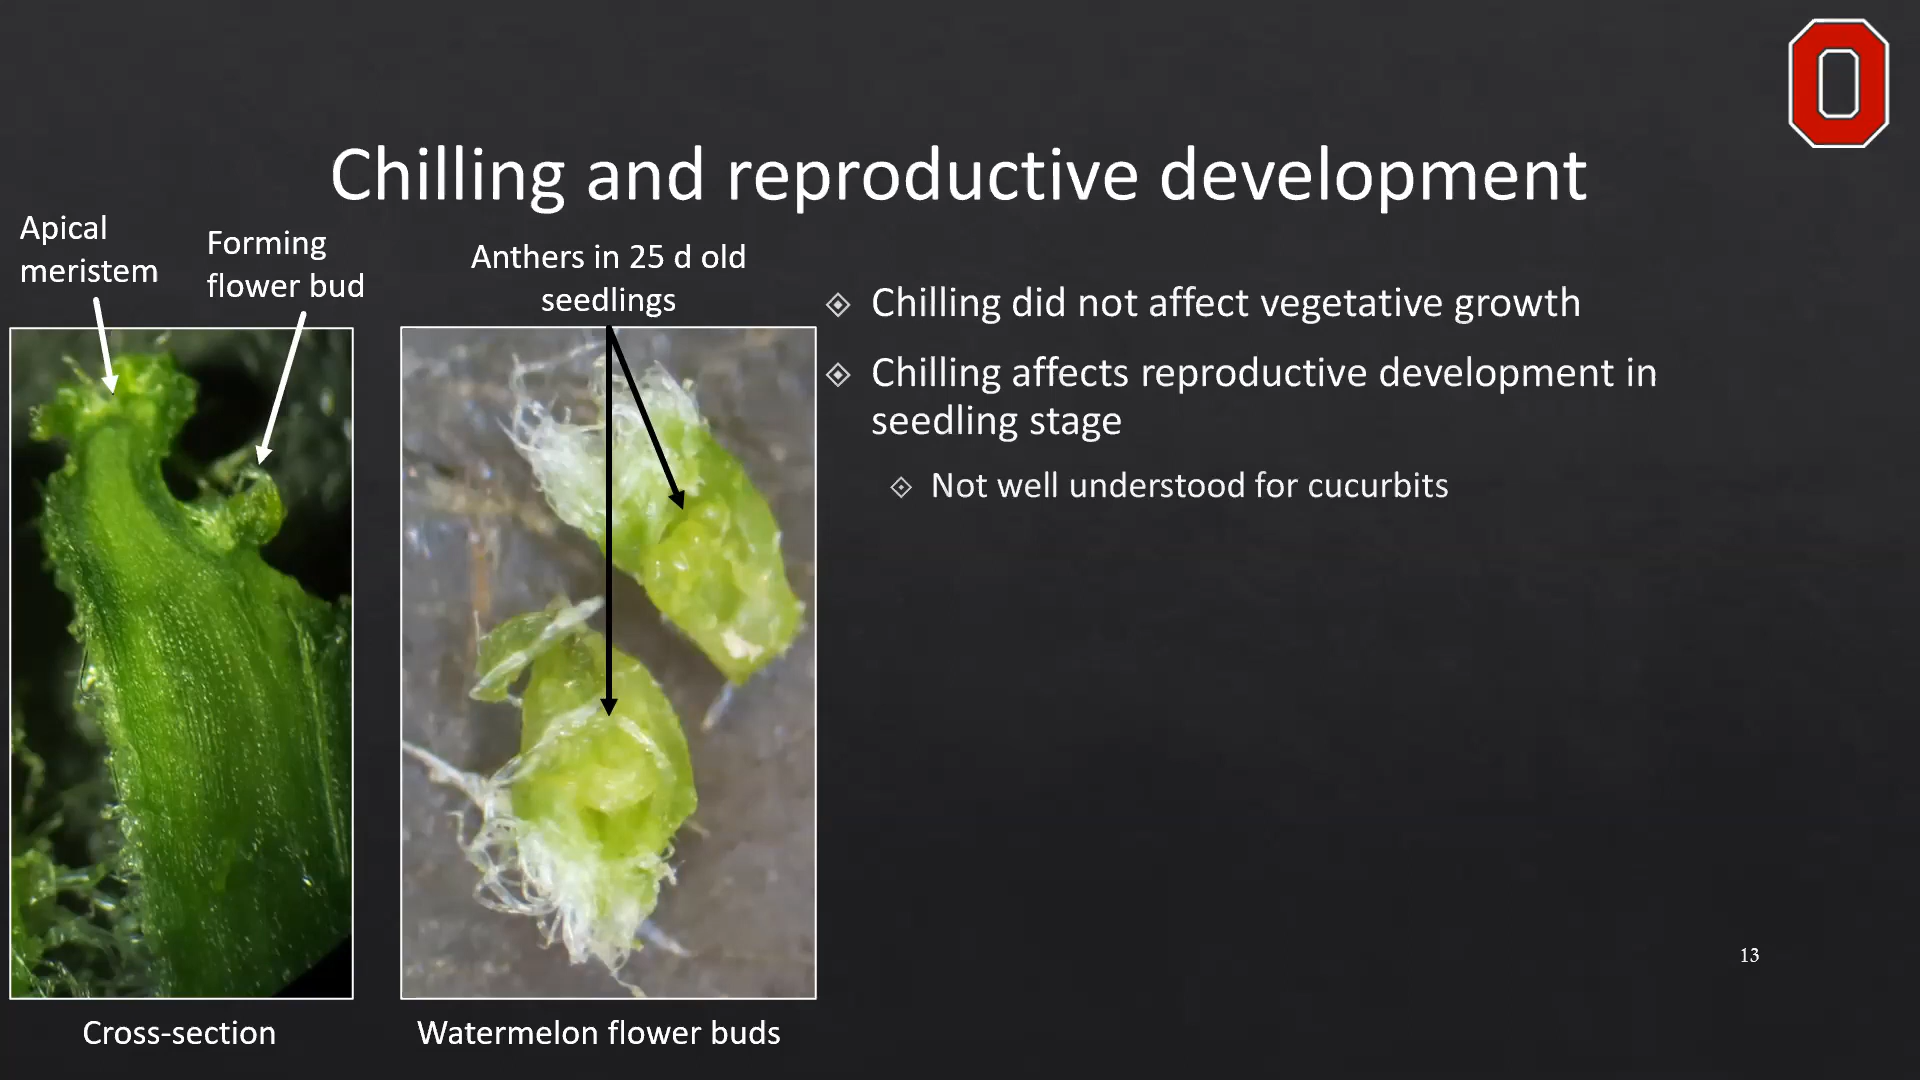 Chilling and reproductive development
Apical
meristem
Forming
flower bud
Anthers in 25 d old
seedlings
Chilling did not affect vegetative growth
Chilling affects reproductive development in
seedling stage
Not well understood for cucurbits
13
Cross-section
Watermelon flower buds